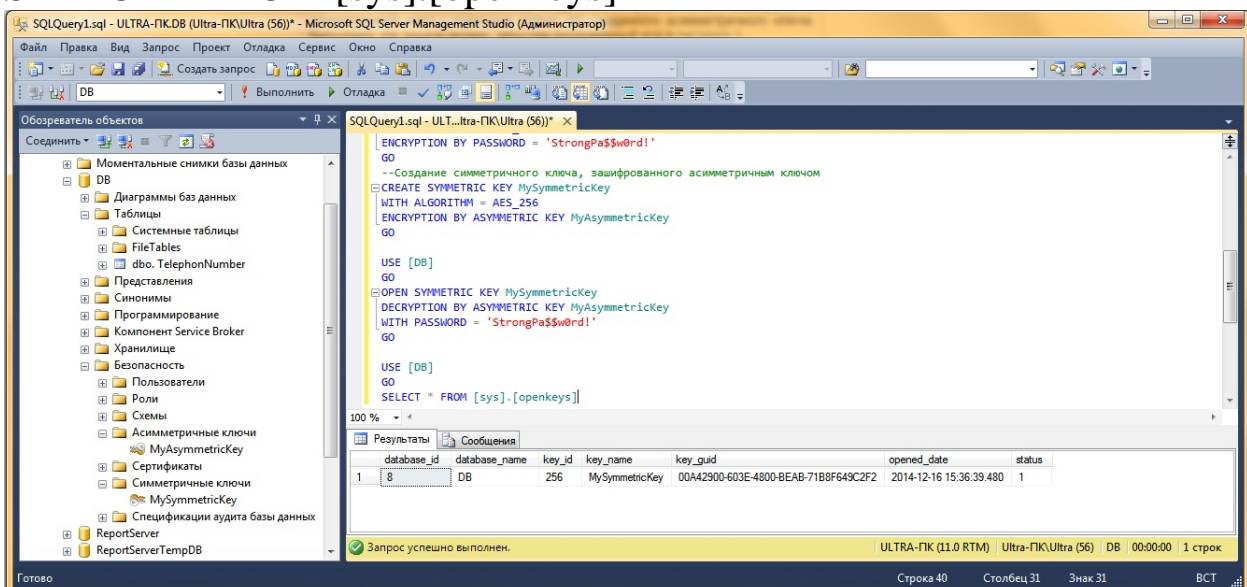 SQLQuery1.sql - ULTRA-ПК.DB (Ultra-ПК\Ultra (56))* - Microsoft SQL Server Management Studio (Администратор)
Файл Правка Вид Запрос Проект Отладка Сервис Окно Справка
Создать запрос
DB Выполнить Отладка
Обозреватель объектов
Соединить
Моментальные снимки базы данных
DB
Диаграммы баз данных
Таблицы
Системные таблицы
FileTables
dbo. TelephonNumber
Представления
Синонимы
Программирование
Компонент Service Broker
Хранилище
Безопасность
Пользователи
Роли
Схемы
Асимметричные ключи
MyAsymmetricKey
Сертификаты
Симметричные ключи
MySymmetricKey
Спецификации аудита базы данных
ReportServer
ReportServerTempDB
SQLQuery1.sql - ULT...ltra-ПК\Ultra (56))*
ENCRYPTION BY PASSWORD = 'StrongPa$$w0rd!'
GO
--Создание симметричного ключа, зашифрованного асимметричным ключом
CREATE SYMMETRIC KEY MySymmetricKey
WITH ALGORITHM = AES_256
ENCRYPTION BY ASYMMETRIC KEY MyAsymmetricKey
GO
USE [DB]
GO
OPEN SYMMETRIC KEY MySymmetricKey
DECRYPTION BY ASYMMETRIC KEY MyAsymmetricKey
WITH PASSWORD = 'StrongPa$$w0rd!'
GO
USE [DB]
GO
SELECT * FROM [sys].[openkeys]
100 %
Результаты Сообщения
database_id database_name key_id key_name key_guid opened_date status
1 8 DB 256 MySymmetricKey 00A42900-603E-4800-BEAB-71B8F649C2F2 2014-12-16 15:36:39.480 1
Запрос успешно выполнен. ULTRA-ПК (11.0 RTM) Ultra-ПК\Ultra (56) DB 00:00:00 1 строк
Готово Строка 40 Столбец 31 Знак 31 ВСТ